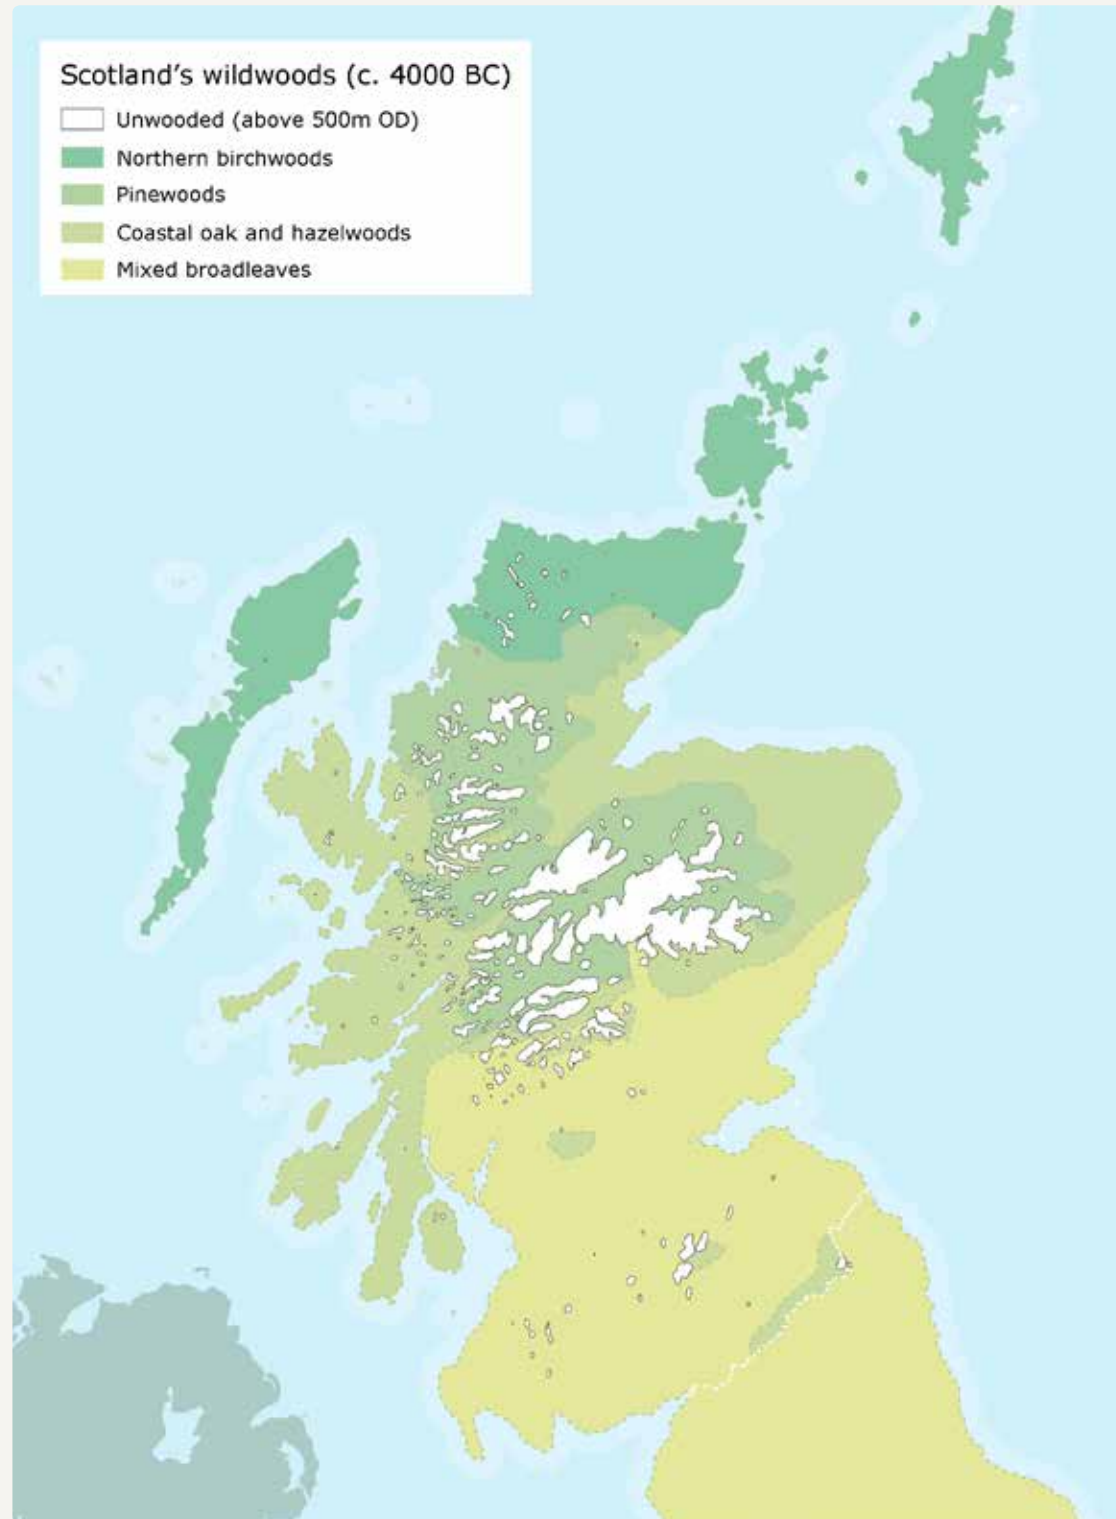 Scotland's wildwoods (c. 4000 BC)
Unwooded (above 500m OD)
Northern birchwoods
Pinewoods
Coastal oak and hazelwoods
Mixed broadleaves